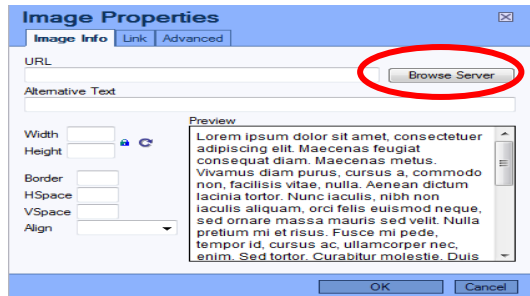 Image Properties
Image Info Link Advanced
URL
Browse Server
Alternative Text
Preview
Width
Height
Border
HSpace
VSpace
Align
Lorem ipsum dolor sit amet, consectetuer
adipiscing elit. Maecenas feugiat
consequat diam. Maecenas metus.
Vivamus diam purus, cursus a, commodo
non, facilisis vitae, nulla. Aenean dictum
lacinia tortor. Nunc iaculis, nibh non
iaculis aliquam, orci felis euismod neque,
sed ornare massa mauris sed velit. Nulla
pretium mi et risus. Fusce mi pede,
tempor id, cursus ac, ullamcorper nec,
enim. Sed tortor. Curabitur molestie. Duis
OK Cancel